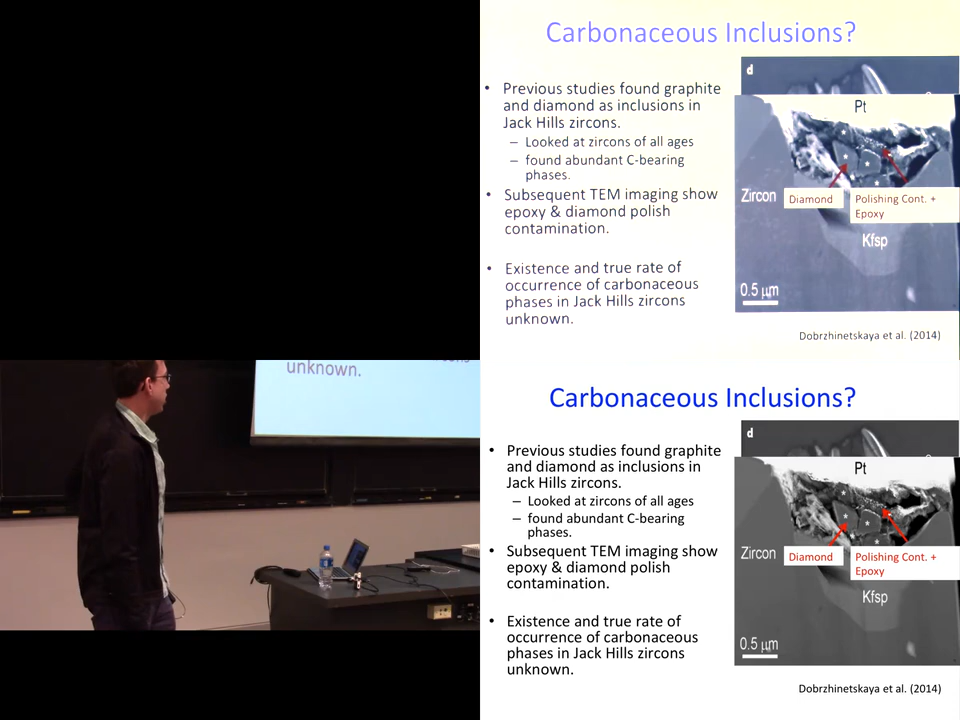 Carbonaceous Inclusions?
• Previous studies found graphite
and diamond as inclusions in
Jack Hills zircons.
– Looked at zircons of all ages
– found abundant C-bearing
phases.
• Subsequent TEM imaging show
epoxy & diamond polish
contamination.
• Existence and true rate of
occurrence of carbonaceous
phases in Jack Hills zircons
unknown.
d
Pt
Zircon
Diamond
Polishing Cont. +
Epoxy
Kfsp
0.5 µm
Dobrzhinetskaya et al. (2014)
unknown.
Carbonaceous Inclusions?
• Previous studies found graphite
and diamond as inclusions in
Jack Hills zircons.
– Looked at zircons of all ages
– found abundant C-bearing
phases.
• Subsequent TEM imaging show
epoxy & diamond polish
contamination.
• Existence and true rate of
occurrence of carbonaceous
phases in Jack Hills zircons
unknown.
d
Pt
Zircon
Diamond
Polishing Cont. +
Epoxy
Kfsp
0.5 µm
Dobrzhinetskaya et al. (2014)